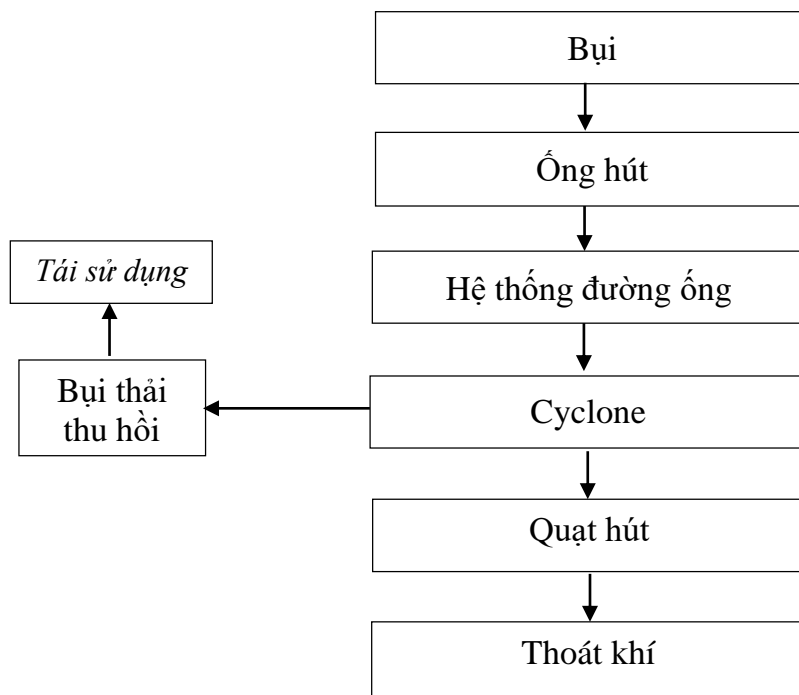 Bụi
Ống hút
Hệ thống đường ống
Tái sử dụng
Bụi thải
thu hồi
Cyclone
Quạt hút
Thoát khí